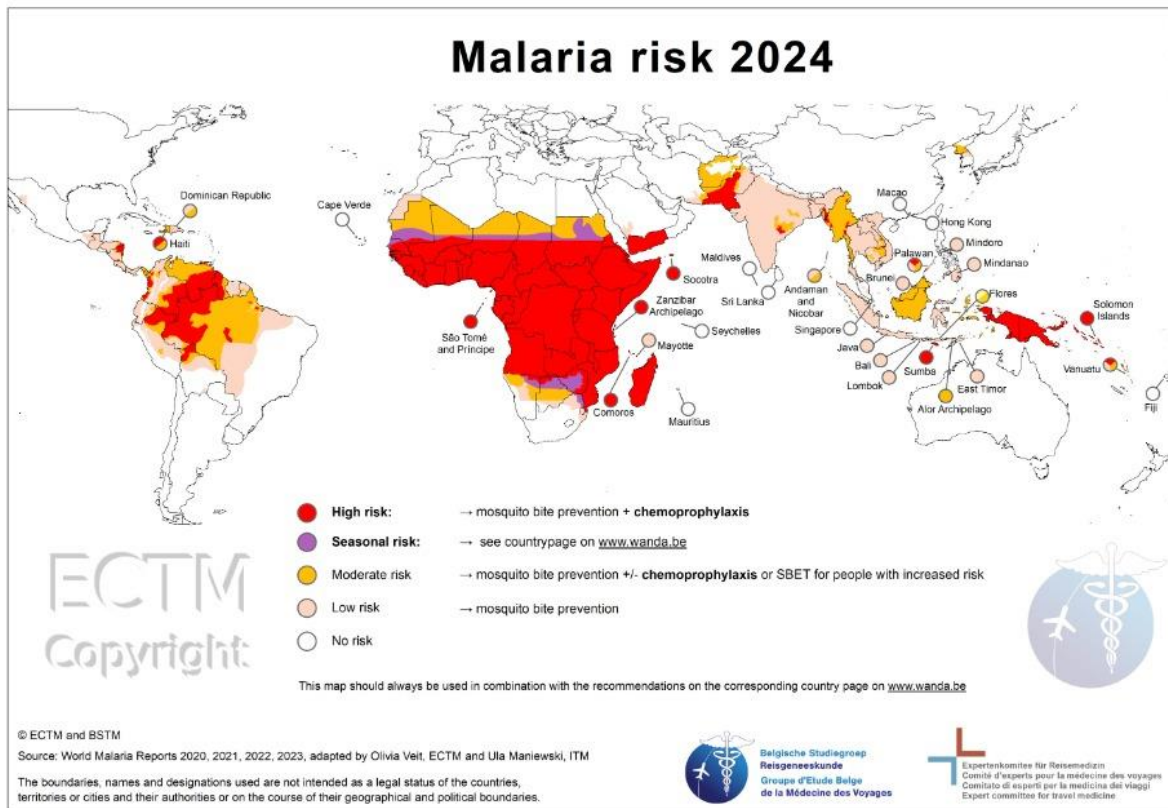 Malaria risk 2024
Dominican Republic
Haiti
Cape Verde
São Tomé
and Príncipe
Socotra
Zanzibar
Archipelago
Seychelles
Mayotte
Comoros
Mauritius
Maldives
Sri Lanka
Andaman
and
Nicobar
Macao
Hong Kong
Palawan
Mindoro
Mindanao
Brunei
Flores
Singapore
Java
Bali
Lombok
Sumba
East Timor
Alor Archipelago
Solomon
Islands
Vanuatu
Fiji
High risk: → mosquito bite prevention + chemoprophylaxis
Seasonal risk: → see countrypage on www.wanda.be
Moderate risk → mosquito bite prevention +/- chemoprophylaxis or SBET for people with increased risk
Low risk → mosquito bite prevention
No risk
ECTM
Copyright
This map should always be used in combination with the recommendations on the corresponding country page on www.wanda.be
© ECTM and BSTM
Source: World Malaria Reports 2020, 2021, 2022, 2023, adapted by Olivia Veit, ECTM and Ula Maniewski, ITM
The boundaries, names and designations used are not intended as a legal status of the countries,
territories or cities and their authorities or on the course of their geographical and political boundaries.
Belgische Studiegroep
Reisgeneeskunde
Groupe d'Etude Belge
de la Médecine des Voyages
Expertenkomitee für Reisemedizin
Comité d'experts pour la médecine des voyages
Comitato di esperti per la medicina dei viaggi
Expert committee for travel medicine